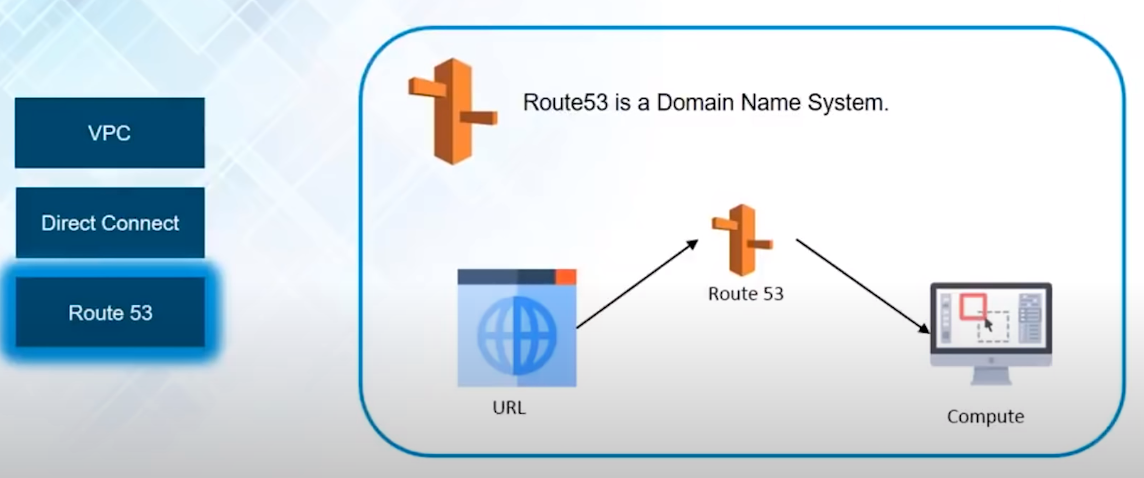 VPC
Direct Connect
Route 53
Route53 is a Domain Name System.
Route 53
URL
Compute